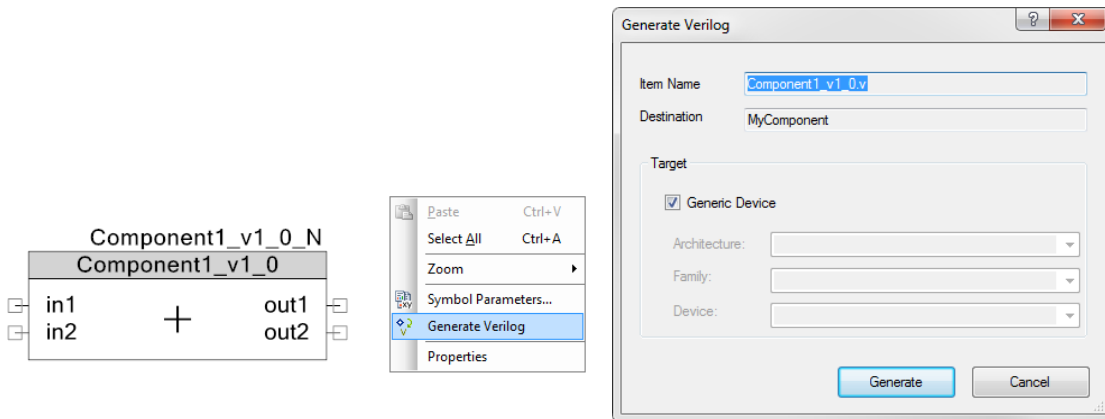 Component1_v1_0_N
Component1_v1_0
in1 out1
in2 out2
Paste Ctrl+V
Select All Ctrl+A
Zoom
Symbol Parameters...
Generate Verilog
Properties
Generate Verilog
Item Name Component1_v1_0.v
Destination MyComponent
Target
Generic Device
Architecture:
Family:
Device:
Generate Cancel